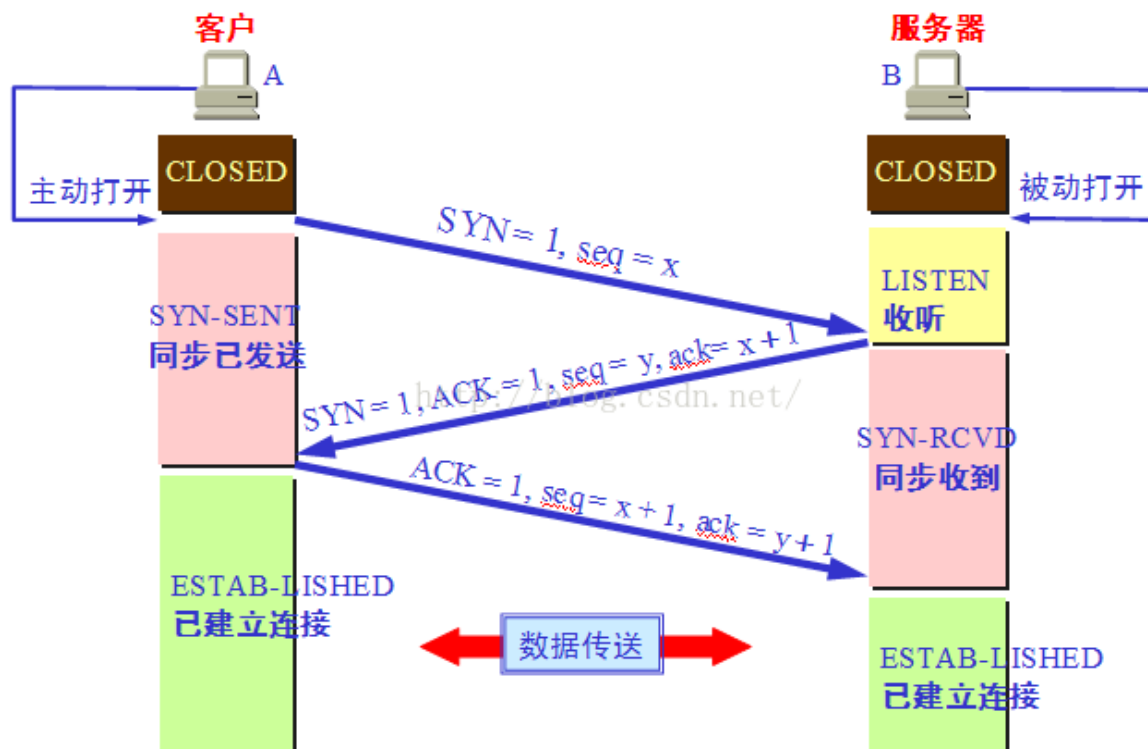 客户
服务器
A
B
CLOSED
CLOSED
主动打开
被动打开
SYN = 1, seq = x
LISTEN
收听
SYN-SENT
同步已发送
SYN = 1, ACK = 1, seq = y, ack= x + 1
http://blog.csdn.net/
SYN-RCVD
同步收到
ACK = 1, seq = x + 1, ack = y + 1
ESTAB-LISHED
已建立连接
数据传送
ESTAB-LISHED
已建立连接